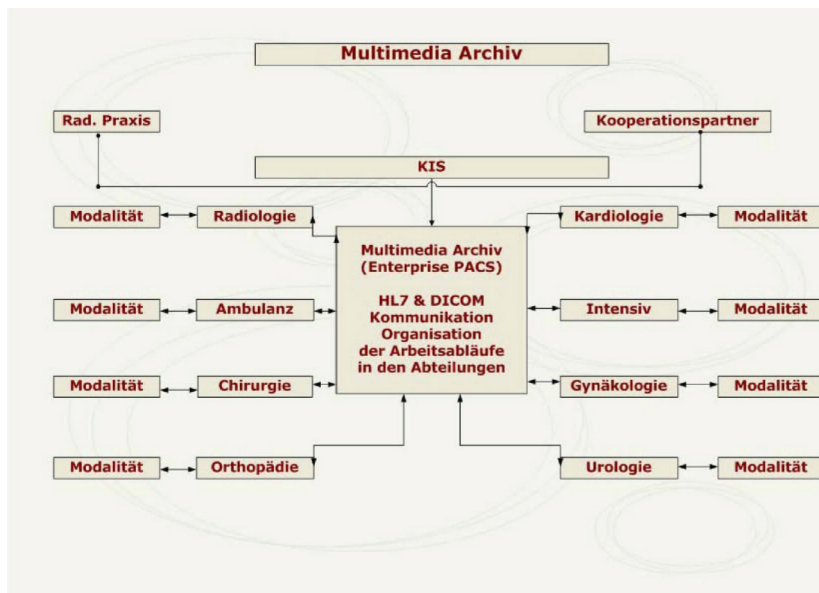 Multimedia Archiv
Rad. Praxis
Kooperationspartner
KIS
Modalität
Radiologie
Kardiologie
Modalität
Multimedia Archiv
(Enterprise PACS)
HL7 & DICOM
Kommunikation
Organisation
der Arbeitsabläufe
in den Abteilungen
Modalität
Ambulanz
Intensiv
Modalität
Modalität
Chirurgie
Gynäkologie
Modalität
Modalität
Orthopädie
Urologie
Modalität